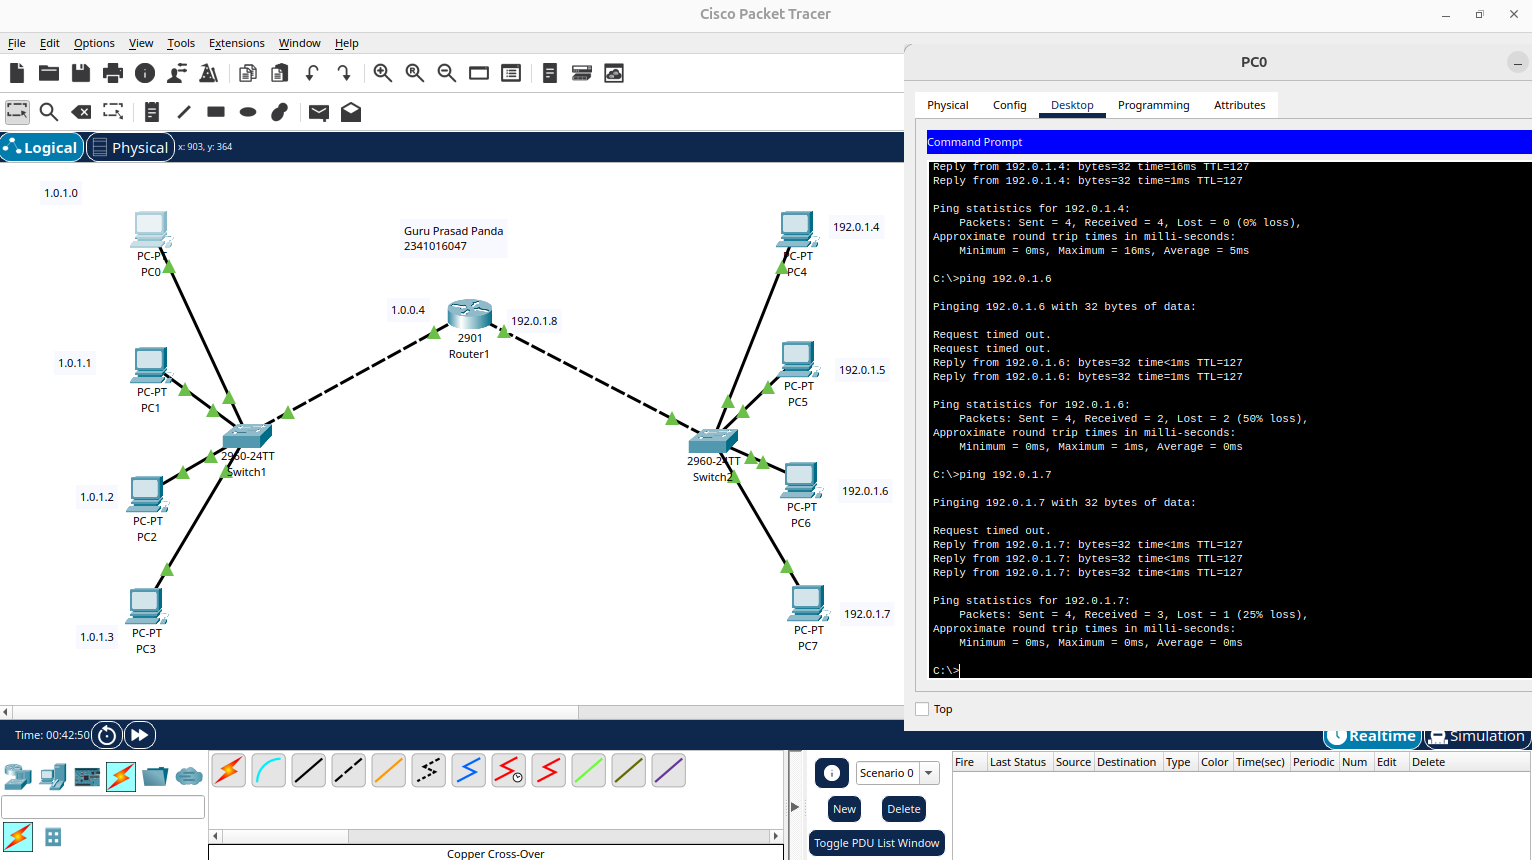 Cisco Packet Tracer
File Edit Options View Tools Extensions Window Help
Logical Physical x: 903, y: 364
1.0.1.0
PC-PT
PC0
1.0.1.1
PC-PT
PC1
1.0.1.2
PC-PT
PC2
1.0.1.3
PC-PT
PC3
2960-24TT
Switch1
Guru Prasad Panda
2341016047
1.0.0.4
192.0.1.8
2901
Router1
2960-24TT
Switch2
192.0.1.4
PC-PT
PC4
192.0.1.5
PC-PT
PC5
192.0.1.6
PC-PT
PC6
192.0.1.7
PC-PT
PC7
PC0
Physical Config Desktop Programming Attributes
Command Prompt
Reply from 192.0.1.4: bytes=32 time=16ms TTL=127
Reply from 192.0.1.4: bytes=32 time=1ms TTL=127
Ping statistics for 192.0.1.4:
Packets: Sent = 4, Received = 4, Lost = 0 (0% loss),
Approximate round trip times in milli-seconds:
Minimum = 0ms, Maximum = 16ms, Average = 5ms
C:\>ping 192.0.1.6
Pinging 192.0.1.6 with 32 bytes of data:
Request timed out.
Request timed out.
Reply from 192.0.1.6: bytes=32 time<1ms TTL=127
Reply from 192.0.1.6: bytes=32 time=1ms TTL=127
Ping statistics for 192.0.1.6:
Packets: Sent = 4, Received = 2, Lost = 2 (50% loss),
Approximate round trip times in milli-seconds:
Minimum = 0ms, Maximum = 1ms, Average = 0ms
C:\>ping 192.0.1.7
Pinging 192.0.1.7 with 32 bytes of data:
Request timed out.
Reply from 192.0.1.7: bytes=32 time<1ms TTL=127
Reply from 192.0.1.7: bytes=32 time<1ms TTL=127
Reply from 192.0.1.7: bytes=32 time<1ms TTL=127
Ping statistics for 192.0.1.7:
Packets: Sent = 4, Received = 3, Lost = 1 (25% loss),
Approximate round trip times in milli-seconds:
Minimum = 0ms, Maximum = 0ms, Average = 0ms
C:\>
Top
Time: 00:42:50
Realtime Simulation
Scenario 0
New Delete
Toggle PDU List Window
Fire Last Status Source Destination Type Color Time(sec) Periodic Num Edit Delete
Copper Cross-Over